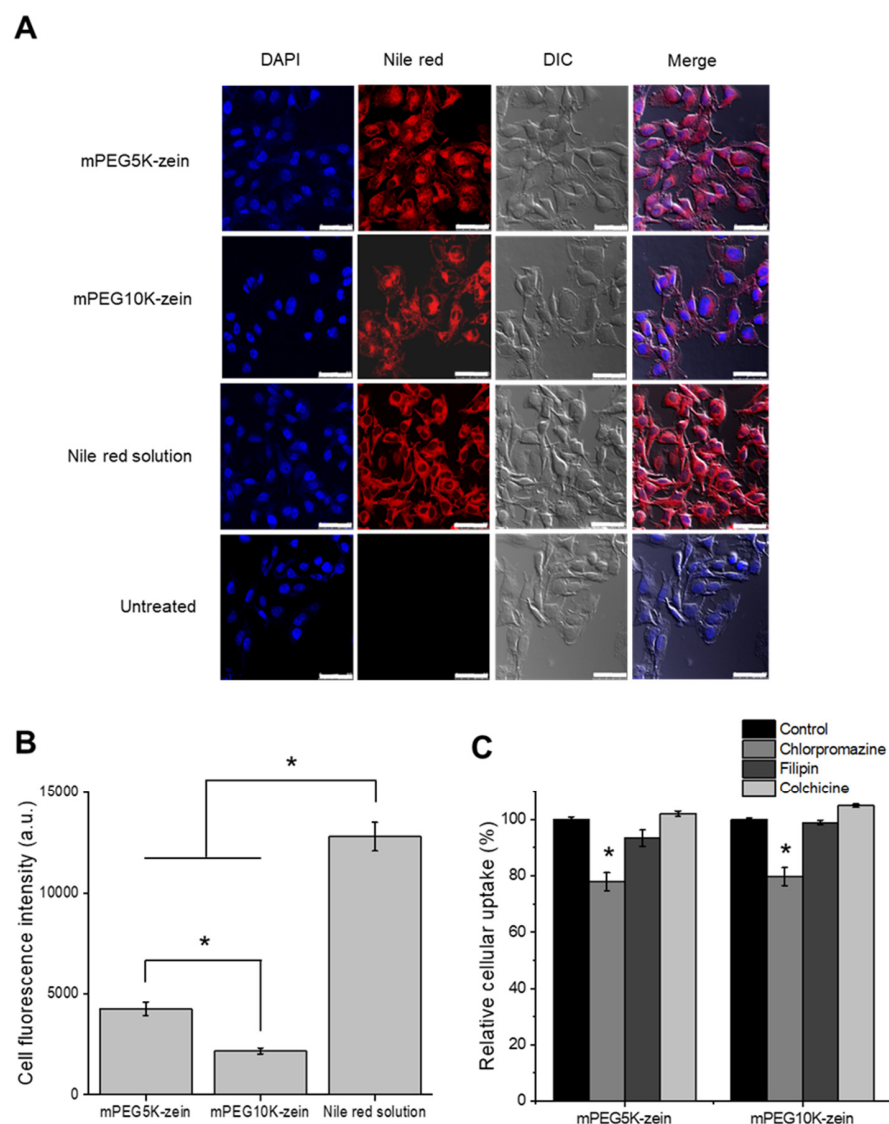 A
DAPI Nile red DIC Merge
mPEG5K-zein
mPEG10K-zein
Nile red solution
Untreated
B
Cell fluorescence intensity (a.u.)
15000
10000
5000
0
*
*
mPEG5K-zein mPEG10K-zein Nile red solution
C
Control
Chlorpromazine
Filipin
Colchicine
Relative cellular uptake (%)
100
80
60
40
20
0
*
*
mPEG5K-zein mPEG10K-zein